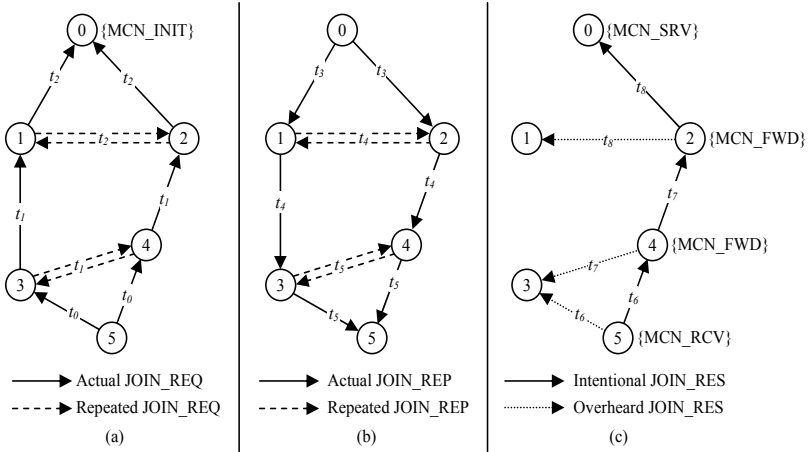 0 {MCN_INIT}
t2
t2
1
t2
2
t1
t1
4
t1
3
t0
t0
5
Actual JOIN_REQ
Repeated JOIN_REQ
(a)
0
t3
t3
1
t4
2
t4
t4
4
t5
3
t5
t5
5
Actual JOIN_REP
Repeated JOIN_REP
(b)
0 {MCN_SRV}
t8
1
t8
2 {MCN_FWD}
t7
4 {MCN_FWD}
t7
3
t6
t6
5 {MCN_RCV}
Intentional JOIN_RES
Overheard JOIN_RES
(c)